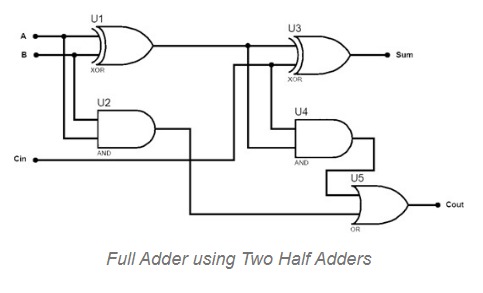 U1
U3
A
Sum
B
XOR
XOR
U2
U4
Cin
AND
AND
U5
Cout
OR
Full Adder using Two Half Adders